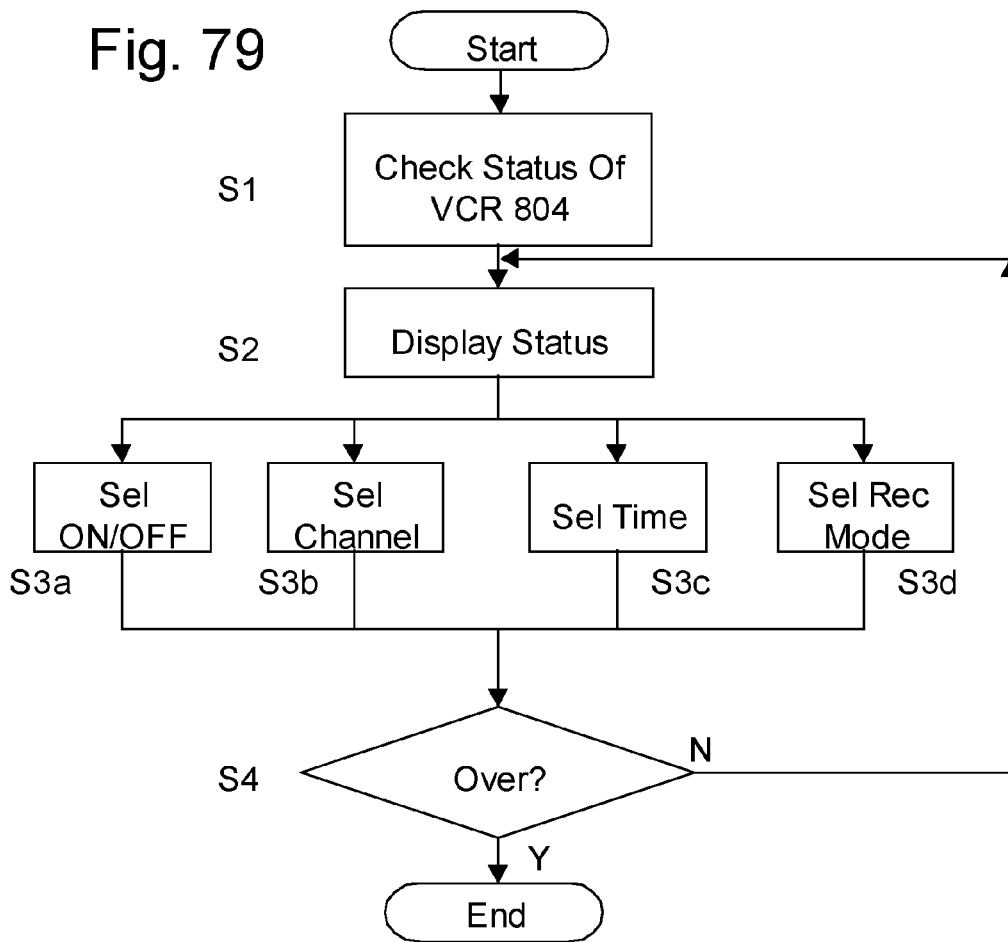 Fig. 79
Start
S1
Check Status Of
VCR 804
S2
Display Status
Sel
ON/OFF
S3a
Sel
Channel
S3b
Sel Time
S3c
Sel Rec
Mode
S3d
S4
Over?
N
Y
End